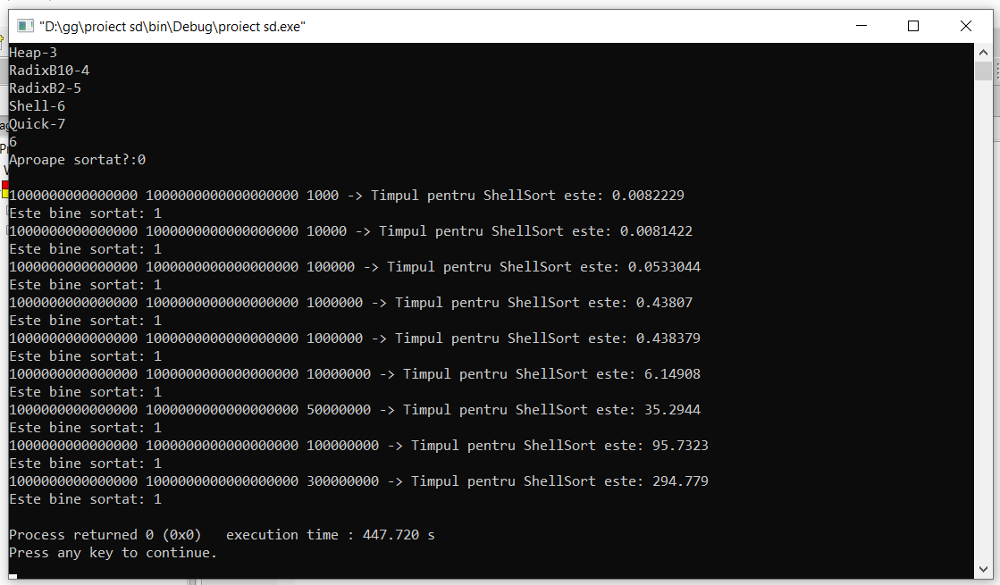 "D:\gg\proiect sd\bin\Debug\proiect sd.exe"
Heap-3
RadixB10-4
RadixB2-5
Shell-6
Quick-7
6
Aproape sortat?:0
1000000000000000 1000000000000000000 1000 -> Timpul pentru ShellSort este: 0.0082229
Este bine sortat: 1
1000000000000000 1000000000000000000 10000 -> Timpul pentru ShellSort este: 0.0081422
Este bine sortat: 1
1000000000000000 1000000000000000000 100000 -> Timpul pentru ShellSort este: 0.0533044
Este bine sortat: 1
1000000000000000 1000000000000000000 1000000 -> Timpul pentru ShellSort este: 0.43807
Este bine sortat: 1
1000000000000000 1000000000000000000 1000000 -> Timpul pentru ShellSort este: 0.438379
Este bine sortat: 1
1000000000000000 1000000000000000000 10000000 -> Timpul pentru ShellSort este: 6.14908
Este bine sortat: 1
1000000000000000 1000000000000000000 50000000 -> Timpul pentru ShellSort este: 35.2944
Este bine sortat: 1
1000000000000000 1000000000000000000 100000000 -> Timpul pentru ShellSort este: 95.7323
Este bine sortat: 1
1000000000000000 1000000000000000000 300000000 -> Timpul pentru ShellSort este: 294.779
Este bine sortat: 1
Process returned 0 (0x0)   execution time : 447.720 s
Press any key to continue.